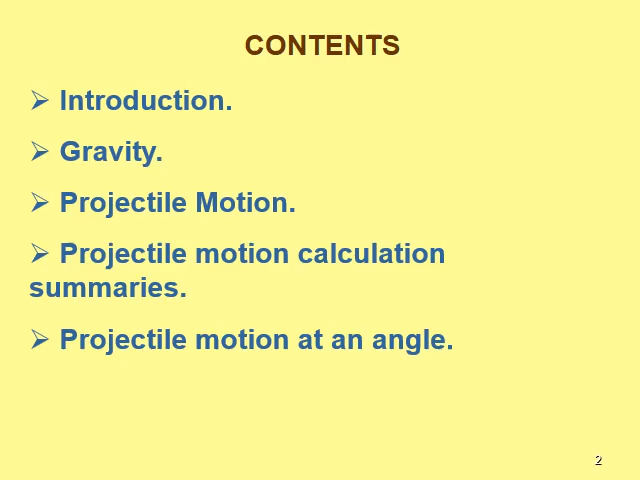 CONTENTS
➢ Introduction.
➢ Gravity.
➢ Projectile Motion.
➢ Projectile motion calculation
summaries.
➢ Projectile motion at an angle.
2